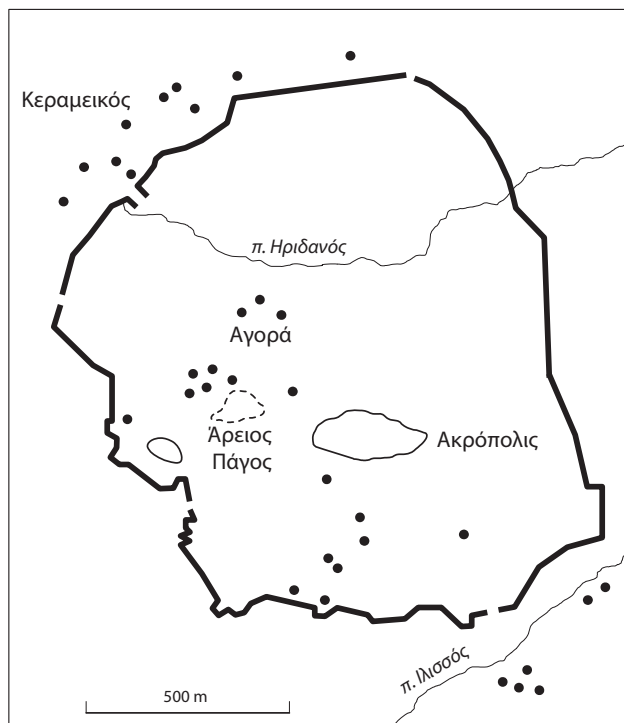 Κεραμεικός
π. Ηριδανός
Αγορά
Άρειος
Πάγος
Ακρόπολις
π. Ιλισσός
500 m